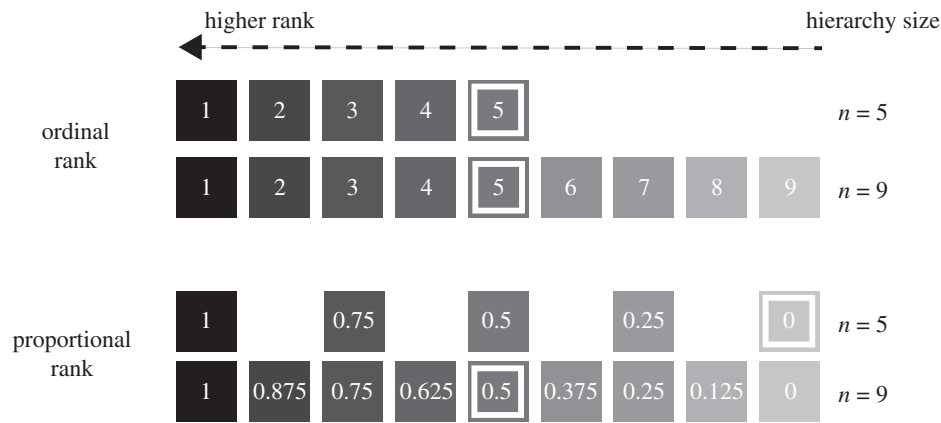 higher rank hierarchy size
ordinal
rank
1 2 3 4 5 n = 5
1 2 3 4 5 6 7 8 9 n = 9
proportional
rank
1 0.75 0.5 0.25 0 n = 5
1 0.875 0.75 0.625 0.5 0.375 0.25 0.125 0 n = 9